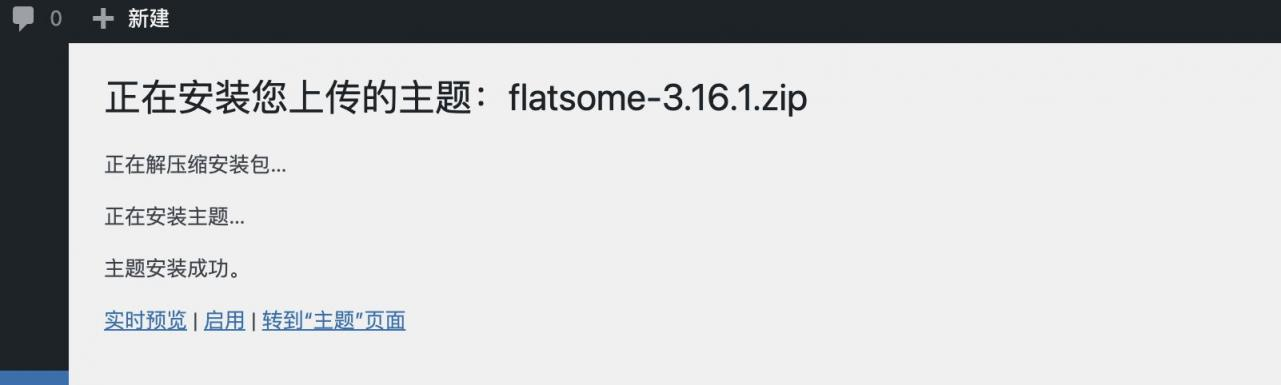 0 新建
正在安装您上传的主题：flatsome-3.16.1.zip
正在解压缩安装包…
正在安装主题…
主题安装成功。
实时预览 | 启用 | 转到“主题”页面